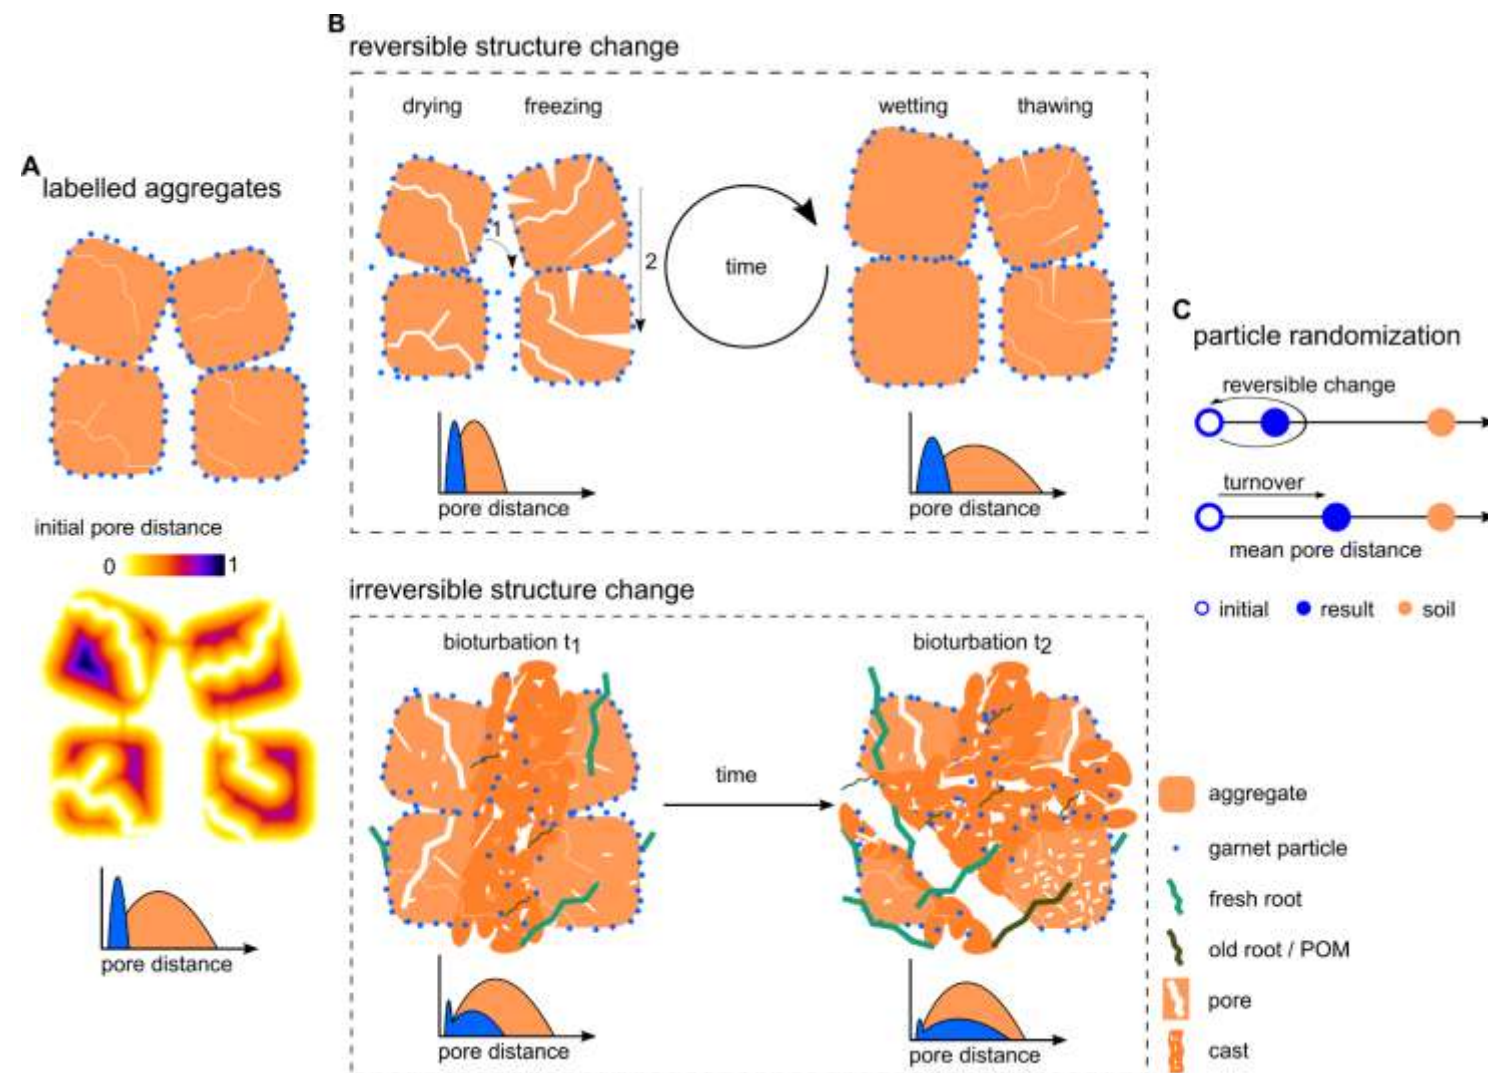 A
labelled aggregates
initial pore distance
0 1
pore distance
B
reversible structure change
drying freezing wetting thawing
1
2
time
pore distance pore distance
irreversible structure change
bioturbation t1 bioturbation t2
time
pore distance pore distance
C
particle randomization
reversible change
turnover
mean pore distance
initial result soil
aggregate
garnet particle
fresh root
old root / POM
pore
cast